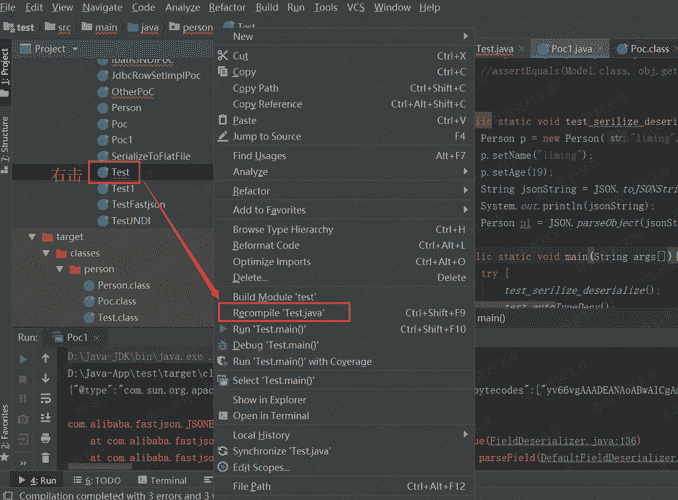 File Edit View Navigate Code Analyze Refactor Build Run Tools VCS Window Help
test src main java person Test
Project
1: Project
7: Structure
2: Favorites
IbatisJNDIPoC
JdbcRowSetImplPoc
OtherPoC
Person
Poc
Poc1
SerializeToFlatFile
右击
Test
Test1
TestFastjson
TestJNDI
target
classes
person
Person.class
Poc.class
Test.class
New
Cut Ctrl+X
Copy Ctrl+C
Copy Path Ctrl+Shift+C
Copy Reference Ctrl+Alt+Shift+C
Paste Ctrl+V
Jump to Source F4
Find Usages Alt+F7
Analyze
Refactor
Add to Favorites
Browse Type Hierarchy Ctrl+H
Reformat Code Ctrl+Alt+L
Optimize Imports Ctrl+Alt+O
Delete... Delete
Build Module 'test'
Recompile 'Test.java' Ctrl+Shift+F9
Run 'Test.main()' Ctrl+Shift+F10
Debug 'Test.main()'
Run 'Test.main()' with Coverage
Select 'Test.main()'
Show in Explorer
Open in Terminal
Local History
Synchronize 'Test.java'
Edit Scopes...
File Path Ctrl+Alt+F12
Test.java Poc1.java Poc.class
//assertEquals(Model.class, obj.get
lic static void test_serilize_deseri
Person p = new Person( str: "liming",
p.setName("liming");
p.setAge(19);
String jsonString = JSON.toJSONStri
System.out.println(jsonString);
Person p1 = JSON.parseObject(jsonSt
lic static void main(String args[]){
try {
test_serilize_deserialize();
test_autoTypeDeny();
main()
Run: Poc1
D:\Java-JDK\bin\java.exe ...
D:\Java-App\test\target\cl
{"@type":"com.sun.org.apac
ytecodes":["yv66vgAAADEANAoABwAlCgAm
com.alibaba.fastjson.JSONE
at com.alibaba.fastjso
ue(FieldDeserializer.java:136)
at com.alibaba.fastjso
parseField(DefaultFieldDeserializer.
4: Run 6: TODO Terminal
Compilation completed with 3 errors and 3 w